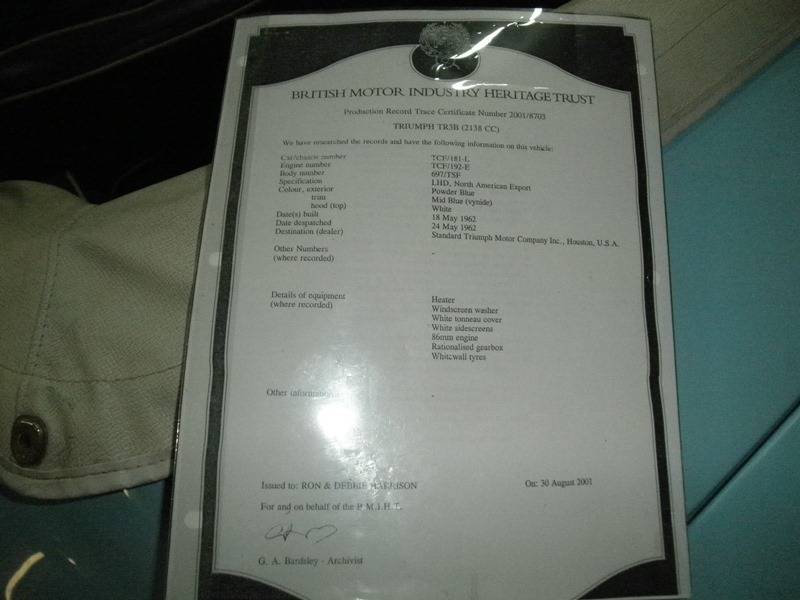 BRITISH MOTOR INDUSTRY HERITAGE TRUST
Production Record Trace Certificate Number 2001/8703
TRIUMPH TR3B (2138 CC)
We have researched the records and have the following information on this vehicle:
Car/chassis number TCF/181-L
Engine number TCF/192-E
Body number 697/TSF
Specification LHD, North American Export
Colour, exterior Powder Blue
trim Mid Blue (vynide)
hood (top) White
Date(s) built 18 May 1962
Date despatched 24 May 1962
Destination (dealer) Standard Triumph Motor Company Inc., Houston, U.S.A.
Other Numbers -
(where recorded)
Details of equipment Heater
(where recorded) Windscreen washer
White tonneau cover
White sidescreens
86mm engine
Rationalised gearbox
Whitewall tyres
Other information
Issued to: RON & DEBBIE HARRISON On: 30 August 2001
For and on behalf of the B.M.I.H.T.
G. A. Bardsley - Archivist